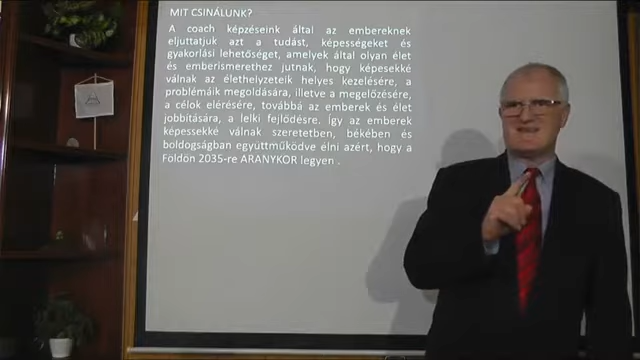 MIT CSINÁLUNK?
A coach képzéseink által az embereknek
eljuttatjuk azt a tudást, képességeket és
gyakorlási lehetőséget, amelyek által olyan élet
és emberismerethez jutnak, hogy képesekké
válnak az élethelyzeteik helyes kezelésére, a
problémáik megoldására, illetve a megelőzésére,
a célok elérésére, továbbá az emberek és élet
jobbítására, a lelki fejlődésre. Így az emberek
képessekké válnak szeretetben, békében és
boldogságban együttműködve élni azért, hogy a
Földön 2035-re ARANYKOR legyen .